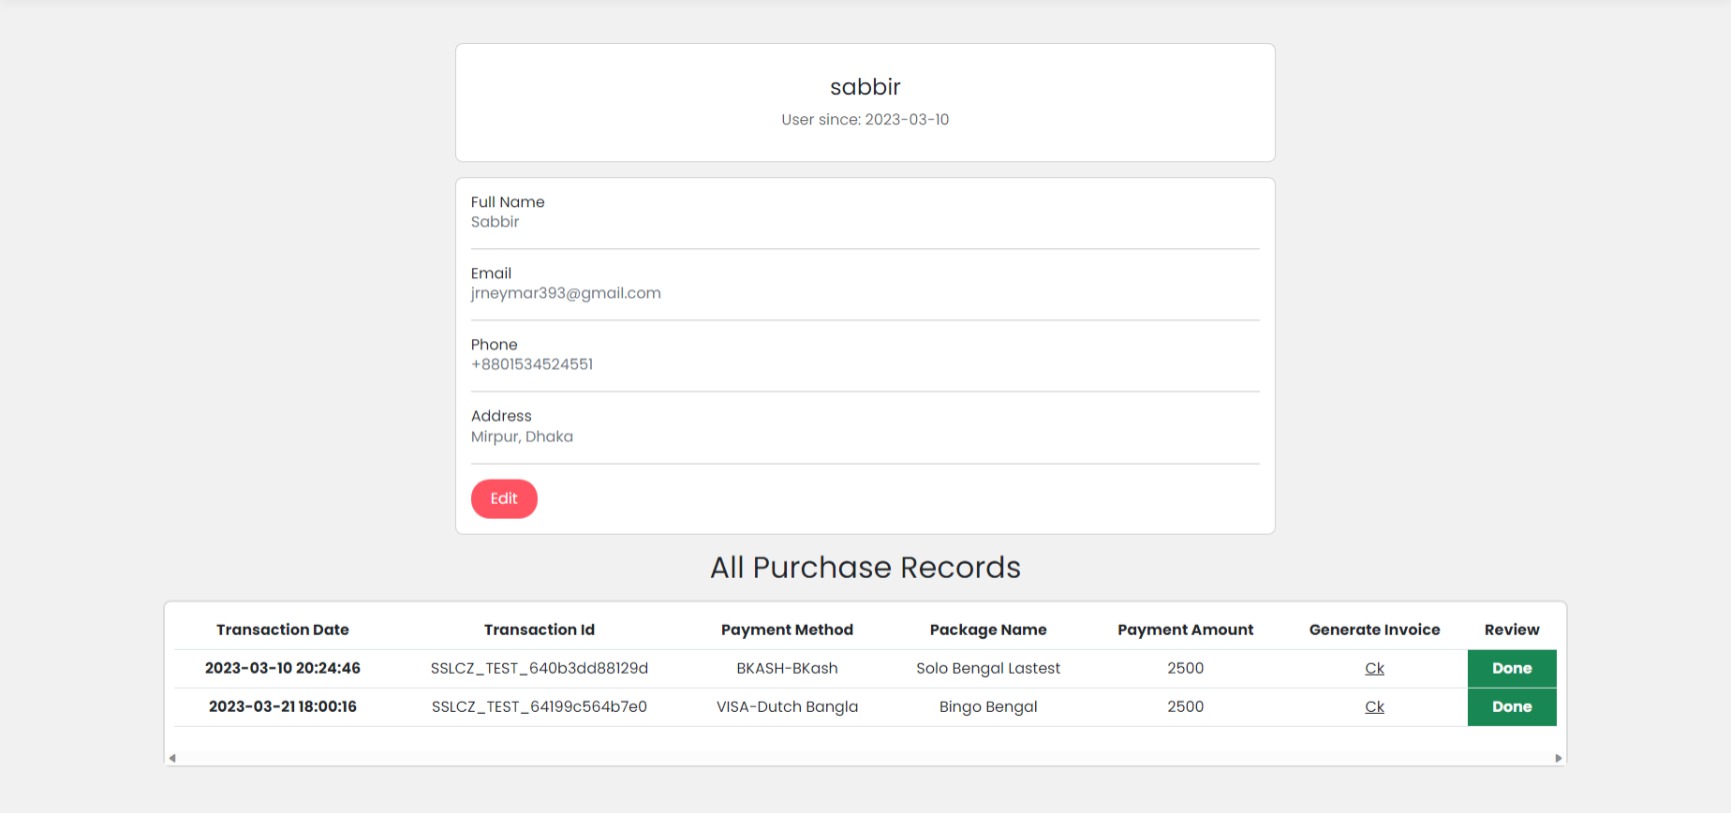 sabbir
User since: 2023-03-10
Full Name
Sabbir
Email
jrneymar393@gmail.com
Phone
+8801534524551
Address
Mirpur, Dhaka
Edit
All Purchase Records
Transaction Date Transaction Id Payment Method Package Name Payment Amount Generate Invoice Review
2023-03-10 20:24:46 SSLCZ_TEST_640b3dd88129d BKASH-BKash Solo Bengal Lastest 2500 Ck Done
2023-03-21 18:00:16 SSLCZ_TEST_64199c564b7e0 VISA-Dutch Bangla Bingo Bengal 2500 Ck Done